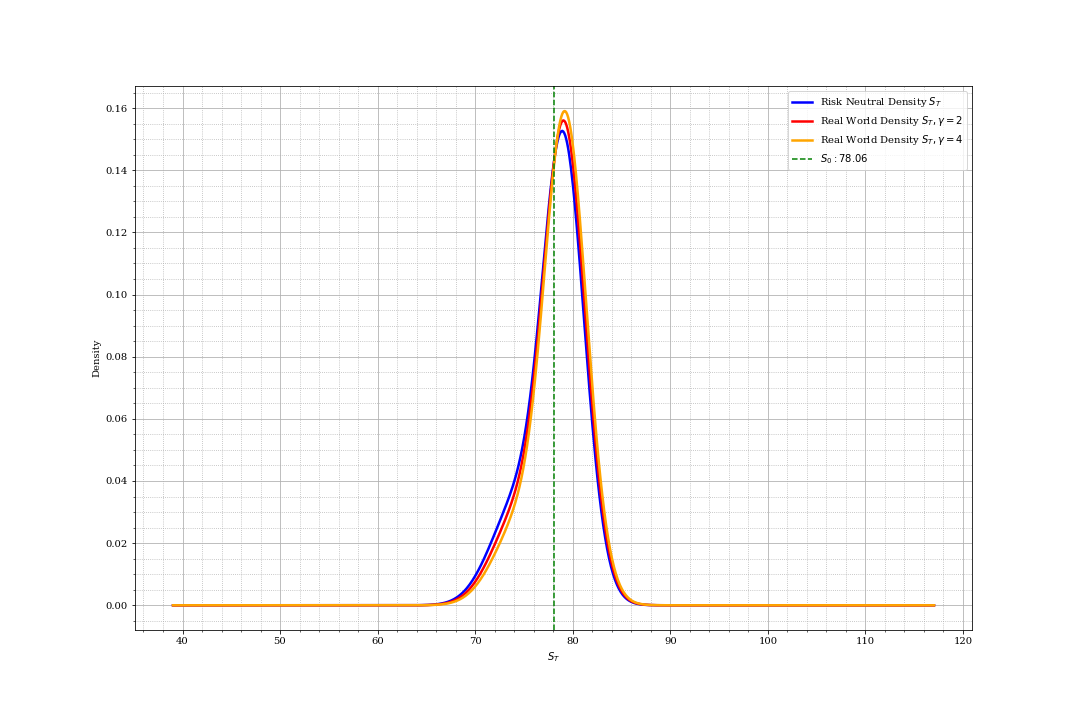 Risk Neutral Density $S_T$
Real World Density $S_T, γ = 2$
Real World Density $S_T, γ = 4$
$S_0 : 78.06$
0.16
0.14
0.12
0.10
0.08
0.06
0.04
0.02
0.00
Density
40 50 60 70 80 90 100 110 120
$S_T$